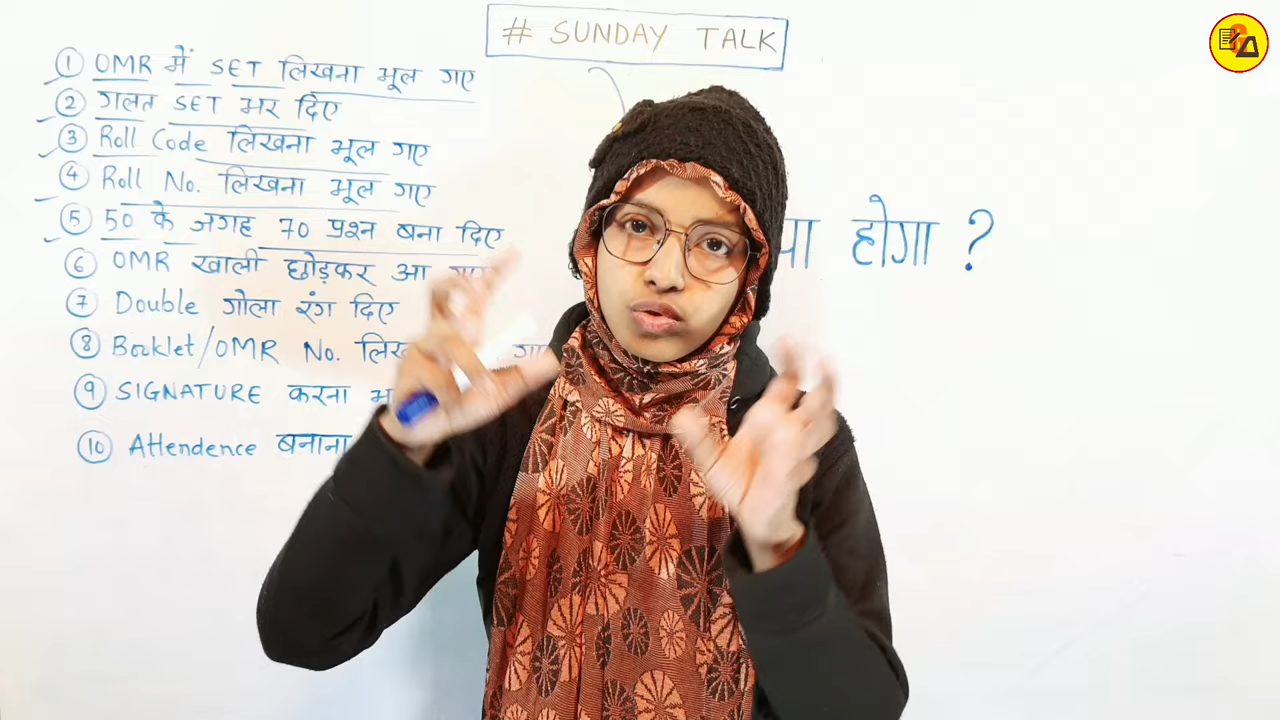 # SUNDAY TALK
① OMR में SET लिखना भूल गए
② गलत SET भर दिए
③ Roll Code लिखना भूल गए
④ Roll No. लिखना भूल गए
⑤ 50 के जगह 70 प्रश्न बना दिए
⑥ OMR खाली छोड़कर आ
⑦ Double गोला रंग दिए
⑧ Booklet/OMR No.
⑨ SIGNATURE करना
⑩ Attendence बनाना
होगा ?